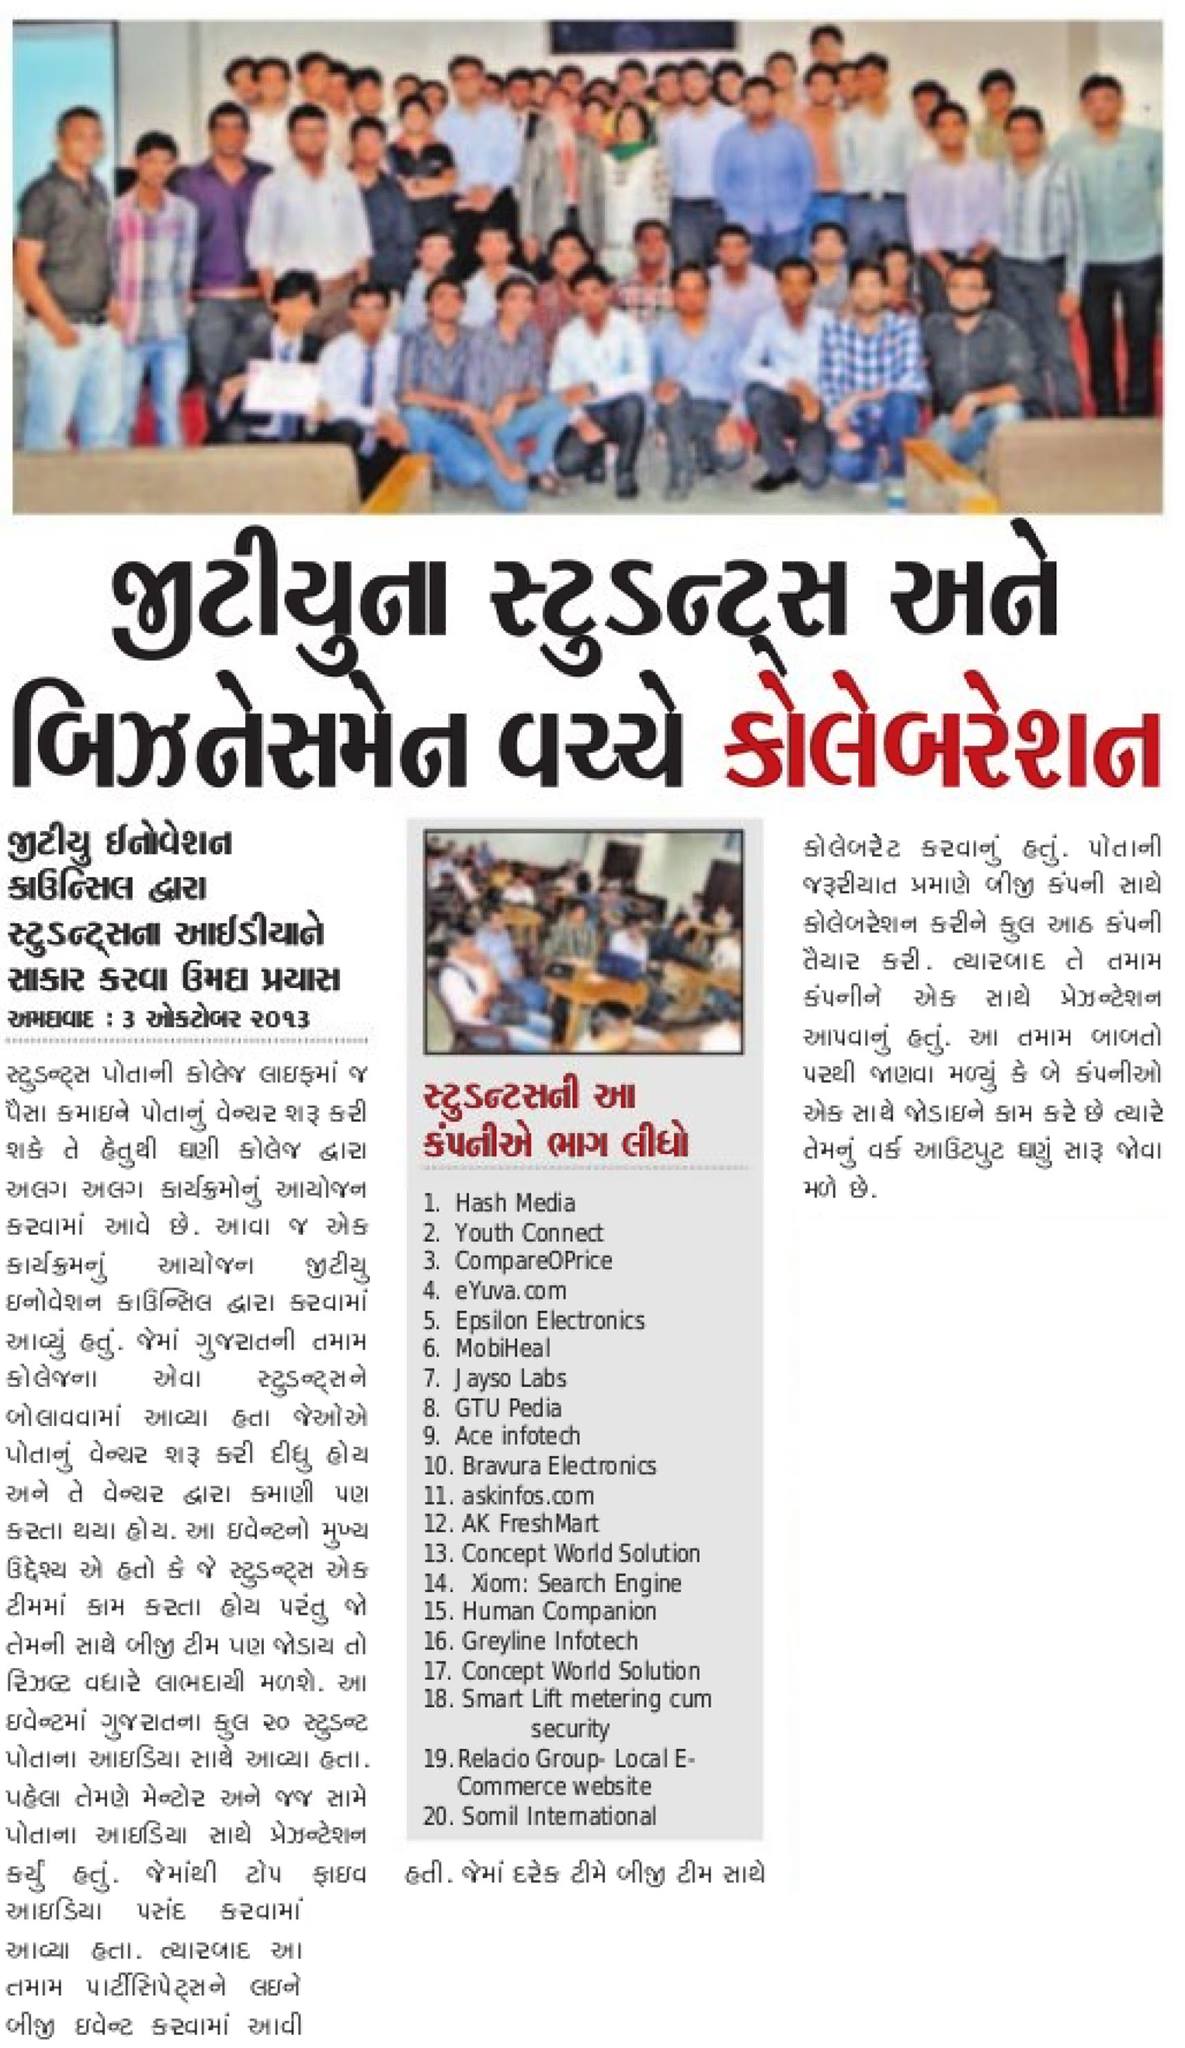 જીટીયુના સ્ટુડન્ટ્સ અને
બિઝનેસમેન વચ્ચે કોલેબરેશન
જીટીયુ ઈનોવેશન
કાઉન્સિલ દ્વારા
સ્ટુડન્ટ્સના આઈડીયાને
સાકાર કરવા ઉમદા પ્રયાસ
અમદાવાદ : 3 ઓક્ટોબર ૨૦૧૩
સ્ટુડન્ટ્સ પોતાની કોલેજ લાઇફમાં જ
પૈસા કમાઇને પોતાનું વેન્ચર શરૂ કરી
શકે તે હેતુથી ઘણી કોલેજ દ્વારા
અલગ અલગ કાર્યક્રમોનું આયોજન
કરવામાં આવે છે. આવા જ એક
કાર્યક્રમનું આયોજન જીટીયુ
ઇનોવેશન કાઉન્સિલ દ્વારા કરવામાં
આવ્યું હતું. જેમાં ગુજરાતની તમામ
કોલેજના એવા સ્ટુડન્ટ્સને
બોલાવવામાં આવ્યા હતા જેઓએ
પોતાનું વેન્ચર શરૂ કરી દીધુ હોય
અને તે વેન્ચર દ્વારા કમાણી પણ
કરતા થયા હોય. આ ઇવેન્ટનો મુખ્ય
ઉદ્દેશ્ય એ હતો કે જે સ્ટુડન્ટ્સ એક
ટીમમાં કામ કરતા હોય પરંતુ જો
તેમની સાથે બીજી ટીમ પણ જોડાય તો
રિઝલ્ટ વધારે લાભદાયી મળશે. આ
ઇવેન્ટમાં ગુજરાતના કુલ ૨૦ સ્ટુડન્ટ
પોતાના આઇડિયા સાથે આવ્યા હતા.
પહેલા તેમણે મેન્ટોર અને જજ સામે
પોતાના આઇડિયા સાથે પ્રેઝન્ટેશન
કર્યું હતું. જેમાંથી ટોપ ફાઇવ
આઇડિયા પસંદ કરવામાં
આવ્યા હતા. ત્યારબાદ આ
તમામ પાર્ટીસિપેટ્સને લઇને
બીજી ઇવેન્ટ કરવામાં આવી
સ્ટુડન્ટસની આ
કંપનીએ ભાગ લીધો
1. Hash Media
2. Youth Connect
3. CompareOPrice
4. eYuva.com
5. Epsilon Electronics
6. MobiHeal
7. Jayso Labs
8. GTU Pedia
9. Ace infotech
10. Bravura Electronics
11. askinfos.com
12. AK FreshMart
13. Concept World Solution
14. Xiom: Search Engine
15. Human Companion
16. Greyline Infotech
17. Concept World Solution
18. Smart Lift metering cum
security
19. Relacio Group- Local E-
Commerce website
20. Somil International
હતી. જેમાં દરેક ટીમે બીજી ટીમ સાથે
કોલેબરેટ કરવાનું હતું. પોતાની
જરૂરીયાત પ્રમાણે બીજી કંપની સાથે
કોલેબરેશન કરીને કુલ આઠ કંપની
તૈયાર કરી. ત્યારબાદ તે તમામ
કંપનીને એક સાથે પ્રેઝન્ટેશન
આપવાનું હતું. આ તમામ બાબતો
પરથી જાણવા મળ્યું કે બે કંપનીઓ
એક સાથે જોડાઇને કામ કરે છે ત્યારે
તેમનું વર્ક આઉટપુટ ઘણું સારૂ જોવા
મળે છે.